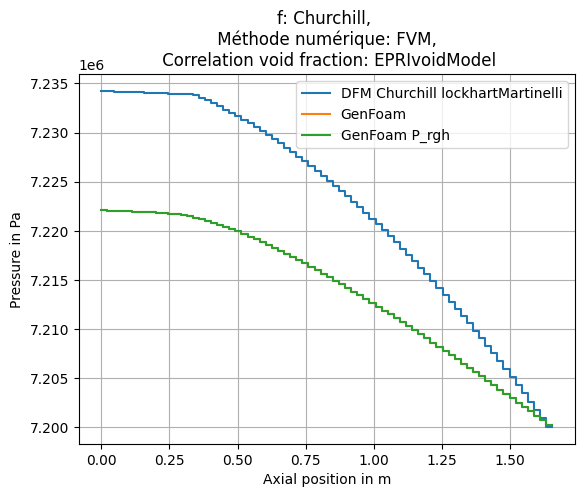 f: Churchill,
Méthode numérique: FVM,
Correlation void fraction: EPRIvoidModel
1e6
DFM Churchill lockhartMartinelli
GenFoam
GenFoam P_rgh
7.235
7.230
7.225
7.220
7.215
7.210
7.205
7.200
Pressure in Pa
0.00 0.25 0.50 0.75 1.00 1.25 1.50
Axial position in m